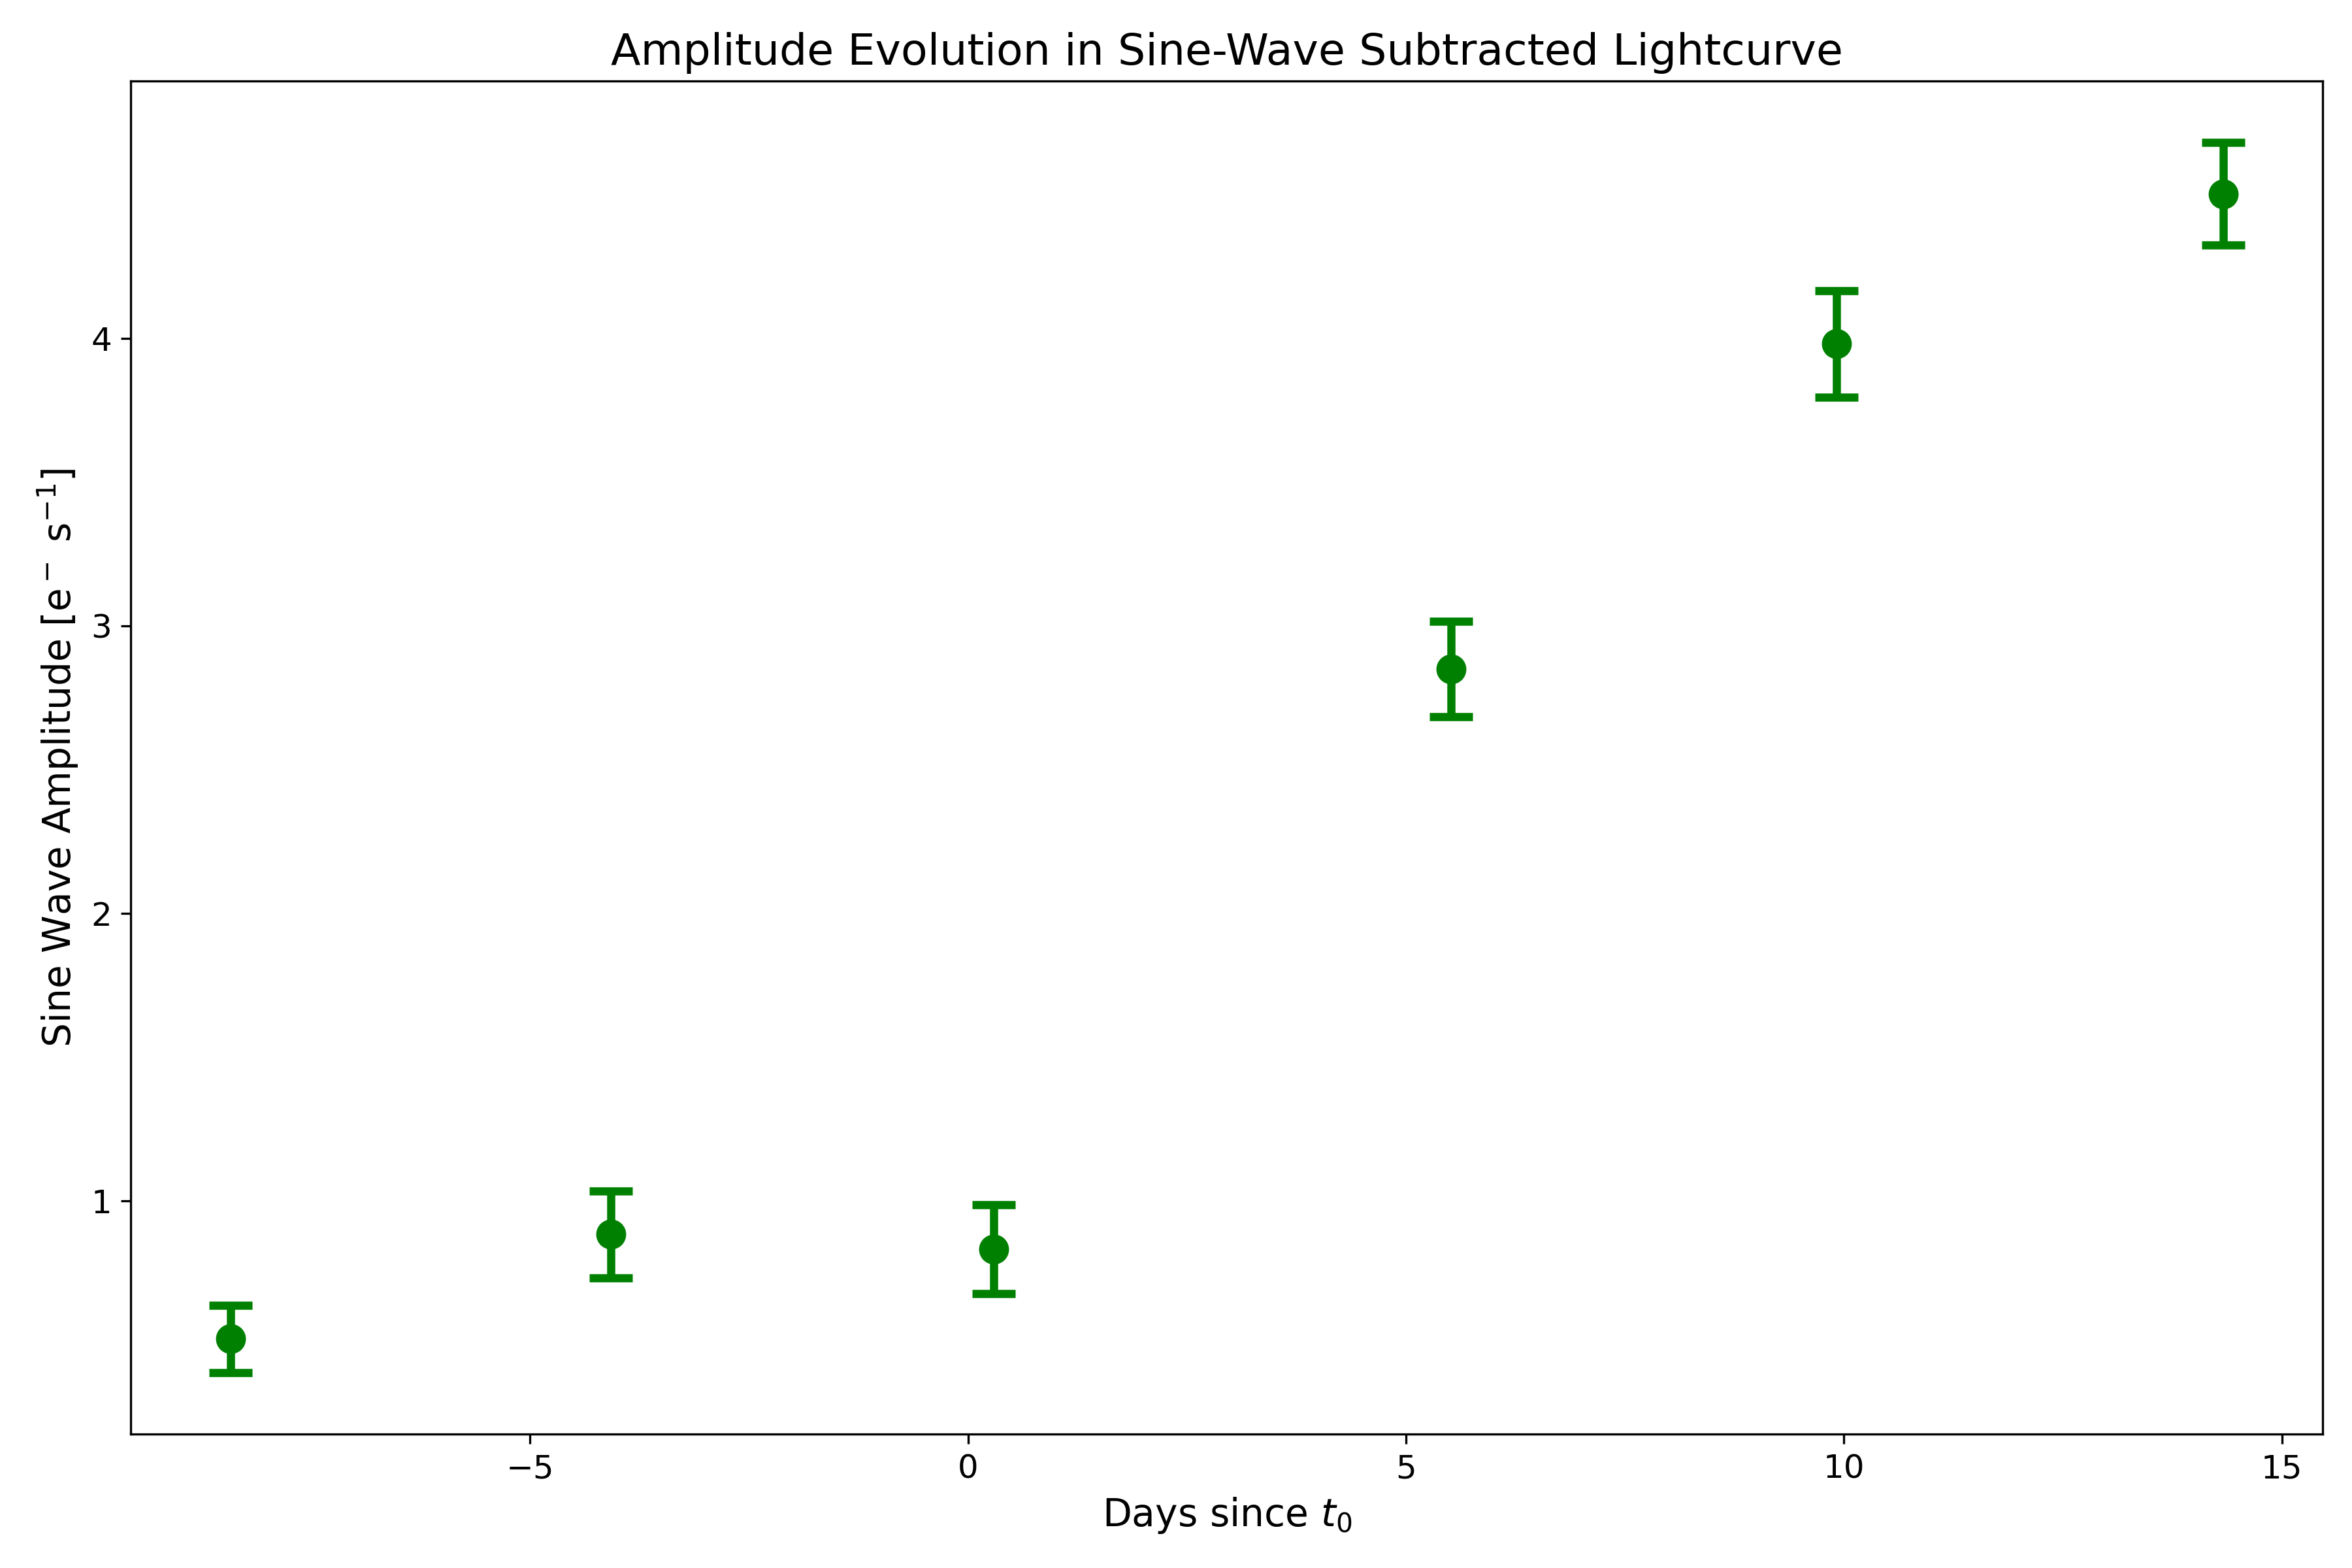 Amplitude Evolution in Sine-Wave Subtracted Lightcurve
Sine Wave Amplitude [e⁻ s⁻¹]
4
3
2
1
−5 0 5 10 15
Days since t₀